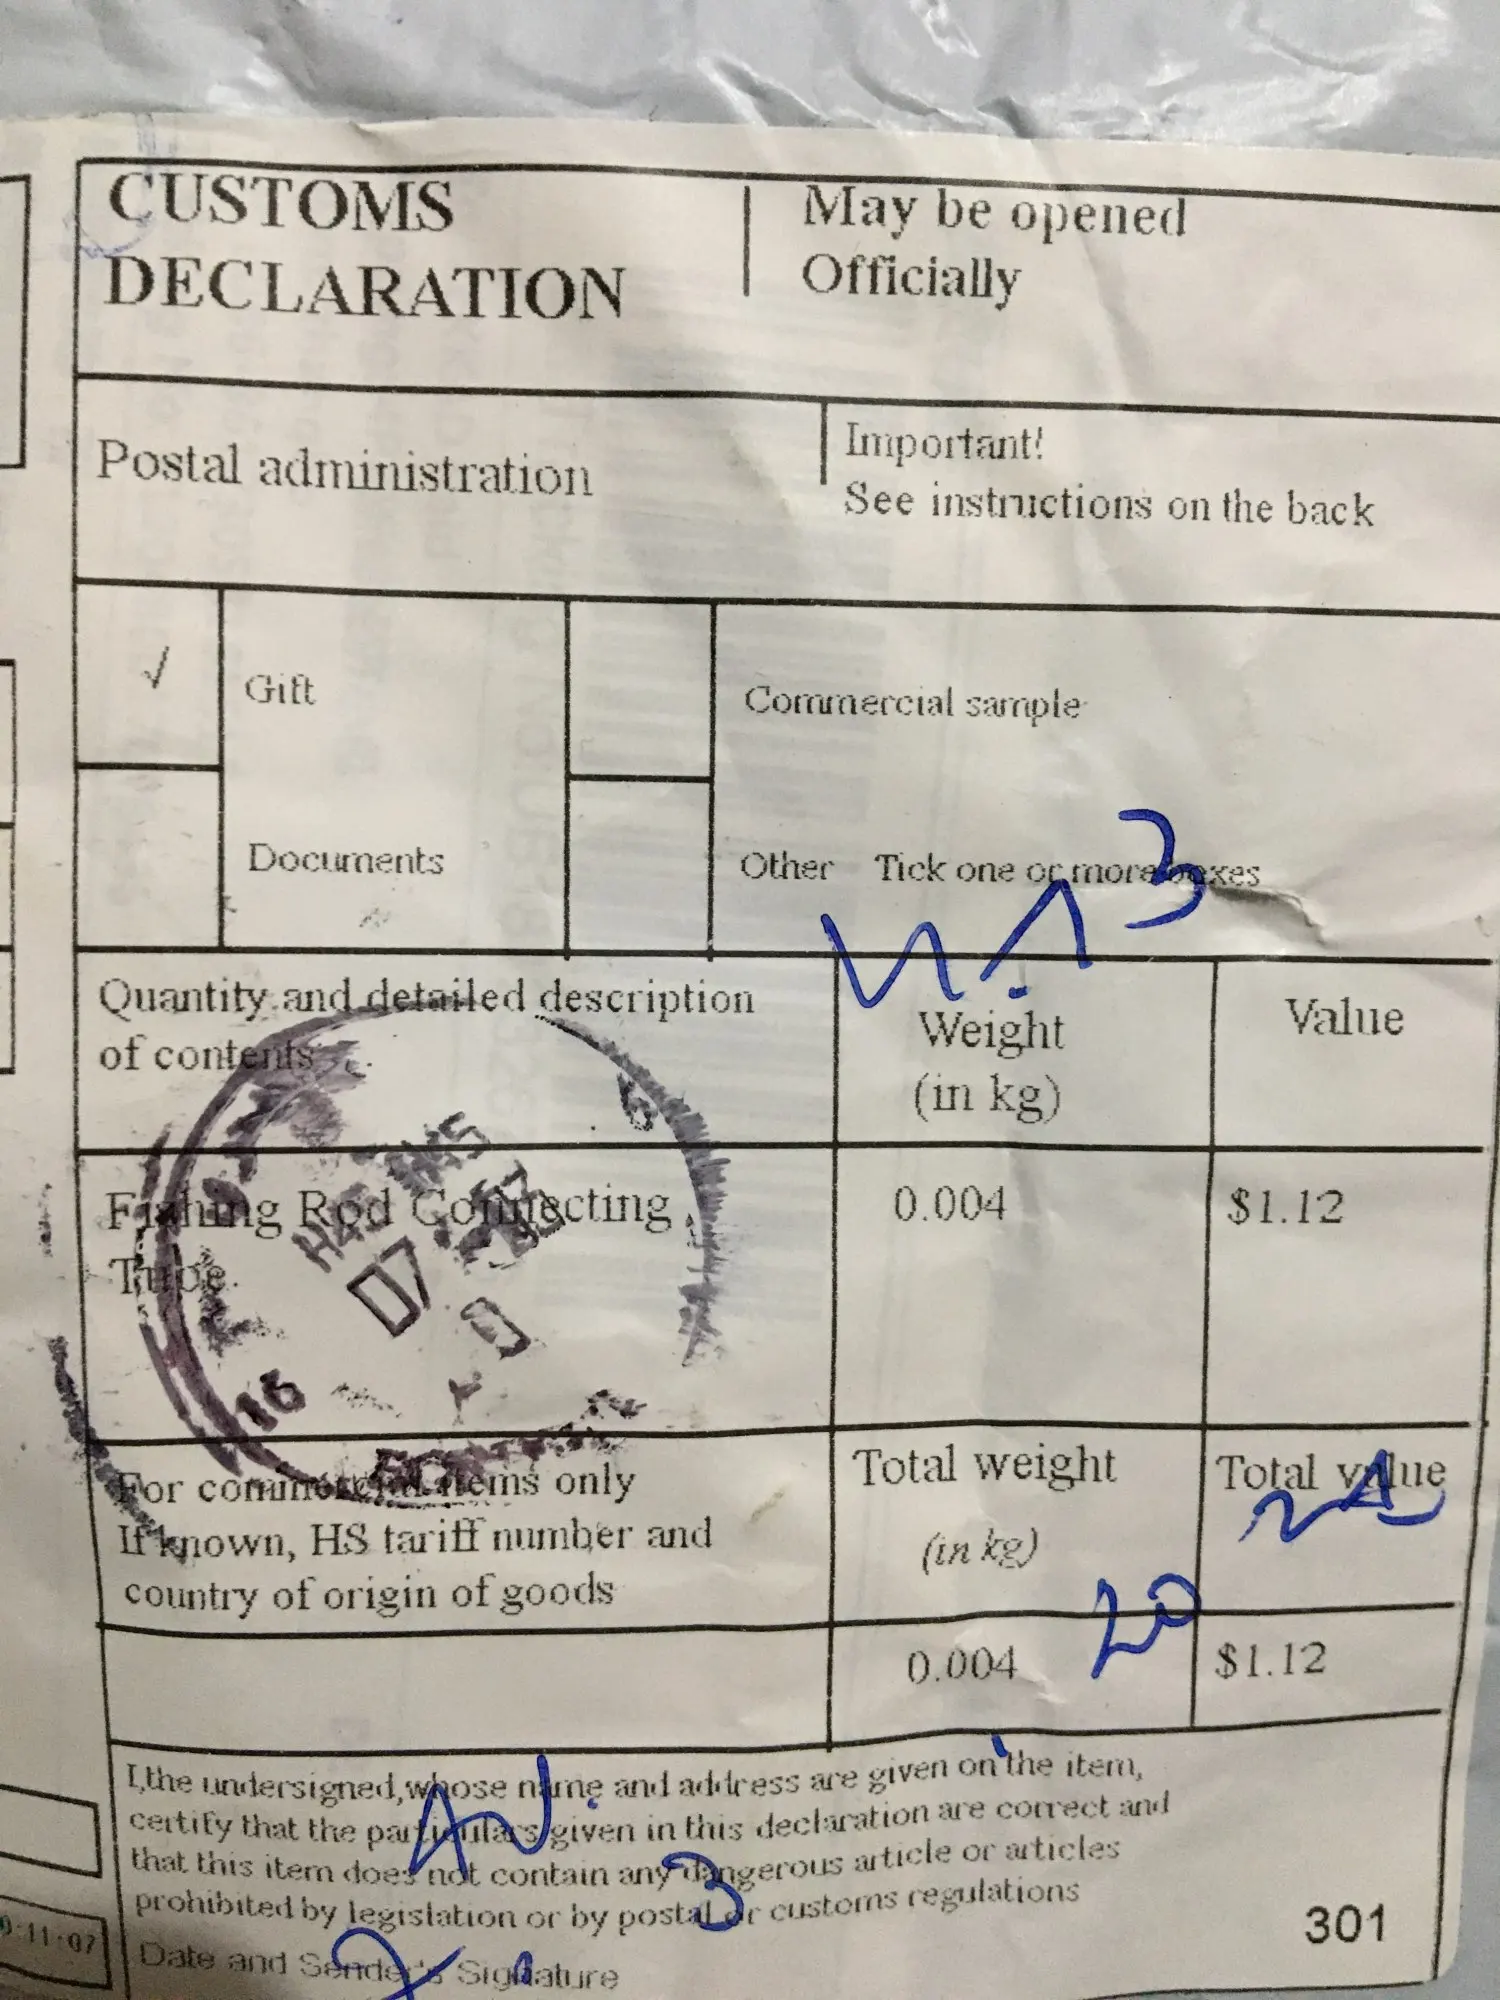 CUSTOMS
DECLARATION
May be opened
Officially
Postal administration
Important!
See instructions on the back
√ Gift
Commercial sample
Documents
Other Tick one or more boxes
Quantity and detailed description
of contents
Weight
(in kg)
Value
Fishing Rod Connecting
Tube
0.004
$1.12
07
16
For commercial items only
If known, HS tariff number and
country of origin of goods
Total weight
(in kg)
Total value
20
0.004
$1.12
I,the undersigned,whose name and address are given on the item,
certify that the particulars given in this declaration are correct and
that this item does not contain any dangerous article or articles
prohibited by legislation or by postal or customs regulations
Date and Sender's Signature
301
11:07